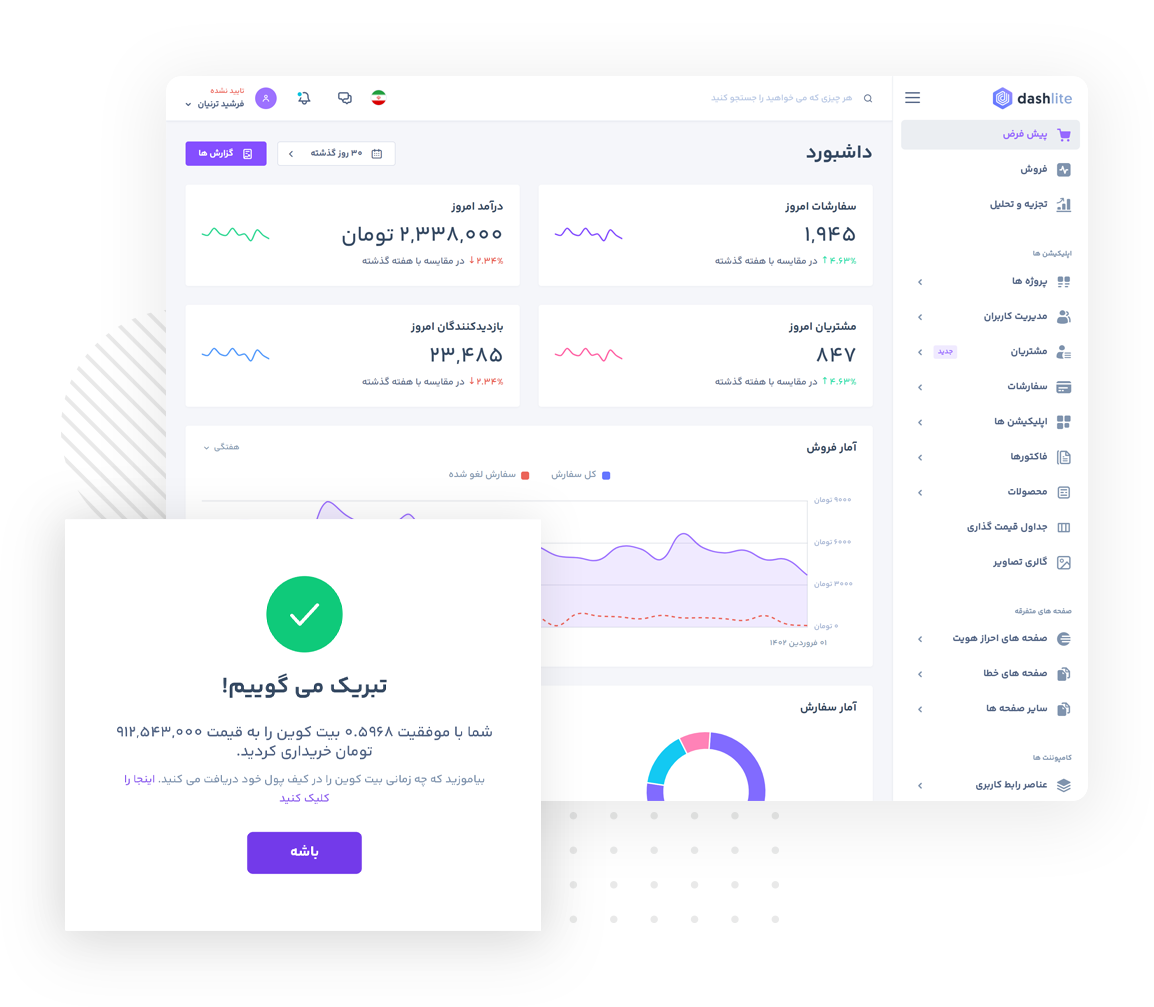 dashlite
هر چیزی که می خواهید را جستجو کنید
تایید نشده
فرشید ترنیان
پیش فرض
فروش
تجزیه و تحلیل
اپلیکیشن ها
پروژه ها
مدیریت کاربران
مشتریان
جدید
سفارشات
اپلیکیشن ها
فاکتورها
محصولات
جداول قیمت گذاری
گالری تصاویر
صفحه های متفرقه
صفحه های احراز هویت
صفحه های خطا
سایر صفحه ها
کامپوننت ها
عناصر رابط کاربری
داشبورد
۳۰ روز گذشته
گزارش ها
سفارشات امروز
۱,۹۴۵
۴.۶۳% در مقایسه با هفته گذشته
درآمد امروز
۲,۳۳۸,۰۰۰ تومان
۲.۳۴% در مقایسه با هفته گذشته
مشتریان امروز
۸۴۷
۴.۶۳% در مقایسه با هفته گذشته
بازدیدکنندگان امروز
۲۳,۴۸۵
۲.۳۴% در مقایسه با هفته گذشته
آمار فروش
هفتگی
کل سفارش
سفارش لغو شده
۹۰۰۰ تومان
۶۰۰۰ تومان
۳۰۰۰ تومان
۰ تومان
۰۱ فروردین ۱۴۰۲
آمار سفارش
تبریک می گوییم!
شما با موفقیت ۰.۵۹۶۸ بیت کوین را به قیمت ۹۱۲,۵۴۳,۰۰۰
تومان خریداری کردید.
بیاموزید که چه زمانی بیت کوین را در کیف پول خود دریافت می کنید. اینجا را
کلیک کنید
باشه